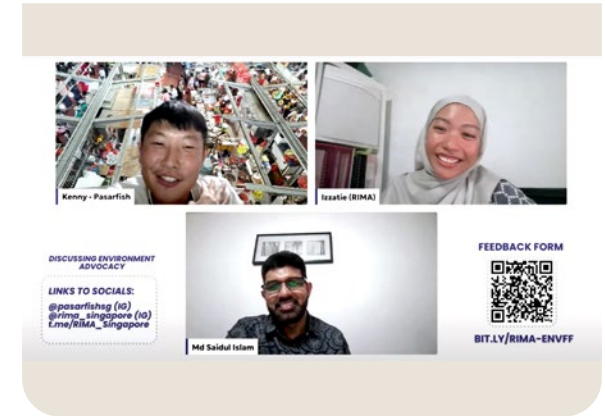 Kenny - Pasarfish
Izzatie (RIMA)
DISCUSSING ENVIRONMENT
ADVOCACY
LINKS TO SOCIALS:
@pasarfishsg (IG)
@rima_singapore (IG)
t.me/RIMA_Singapore
Md Saidul Islam
FEEDBACK FORM
BIT.LY/RIMA-ENVFF